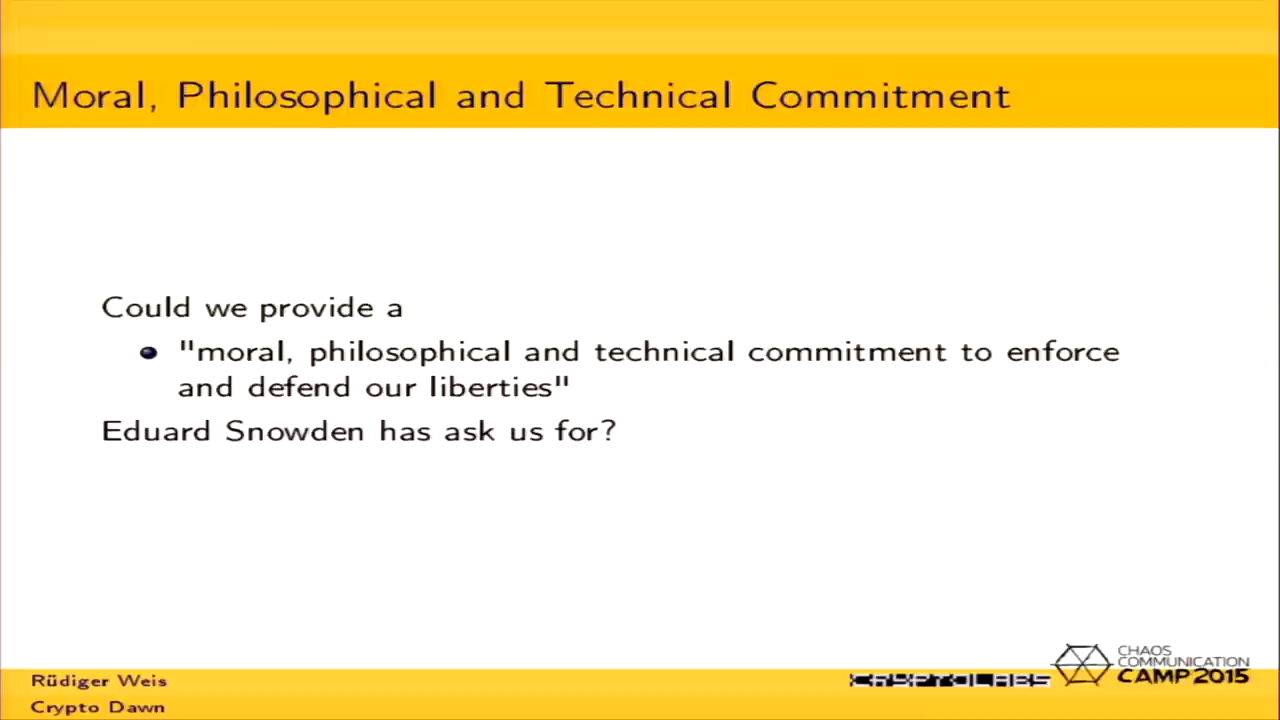 Moral, Philosophical and Technical Commitment
Could we provide a
"moral, philosophical and technical commitment to enforce
and defend our liberties"
Eduard Snowden has ask us for?
Rüdiger Weis
Crypto Dawn
CRYPTOLABS
CHAOS
COMMUNICATION
CAMP 2015